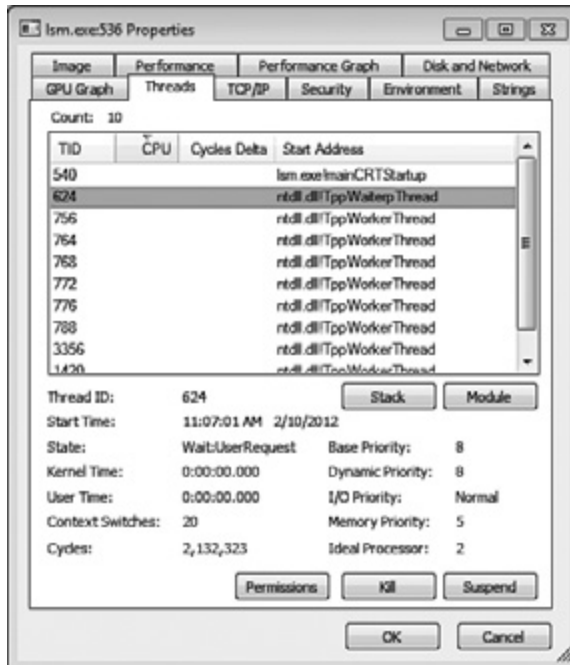 lsm.exe:536 Properties
Image Performance Performance Graph Disk and Network
GPU Graph Threads TCP/IP Security Environment Strings
Count: 10
TID CPU Cycles Delta Start Address
540 lsm.exe!mainCRTStartup
624 ntdll.dll!TppWaiterpThread
756 ntdll.dll!TppWorkerThread
764 ntdll.dll!TppWorkerThread
768 ntdll.dll!TppWorkerThread
772 ntdll.dll!TppWorkerThread
776 ntdll.dll!TppWorkerThread
788 ntdll.dll!TppWorkerThread
3356 ntdll.dll!TppWorkerThread
1420 ntdll.dll!TppWorkerThread
Thread ID: 624 Stack Module
Start Time: 11:07:01 AM 2/10/2012
State: Wait:UserRequest Base Priority: 8
Kernel Time: 0:00:00.000 Dynamic Priority: 8
User Time: 0:00:00.000 I/O Priority: Normal
Context Switches: 20 Memory Priority: 5
Cycles: 2,132,323 Ideal Processor: 2
Permissions Kill Suspend
OK Cancel